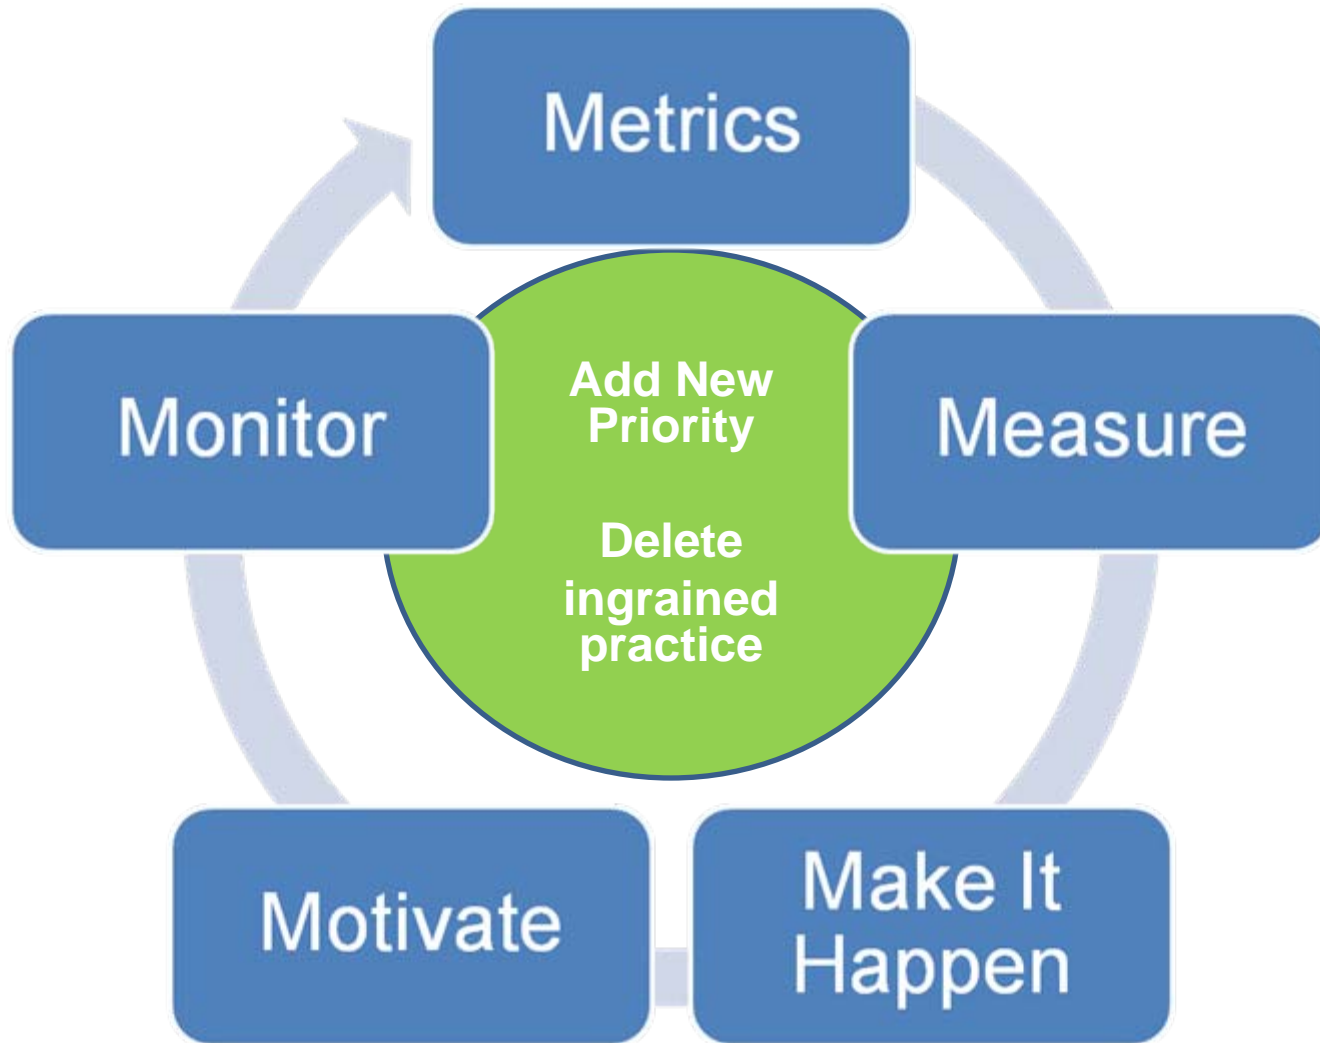 Metrics
Monitor
Add New
Priority
Delete
ingrained
practice
Measure
Motivate
Make It
Happen